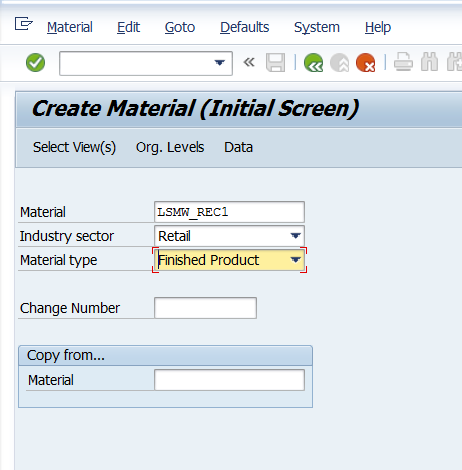 Material Edit Goto Defaults System Help
Create Material (Initial Screen)
Select View(s) Org. Levels Data
Material LSMW_REC1
Industry sector Retail
Material type Finished Product
Change Number
Copy from...
Material